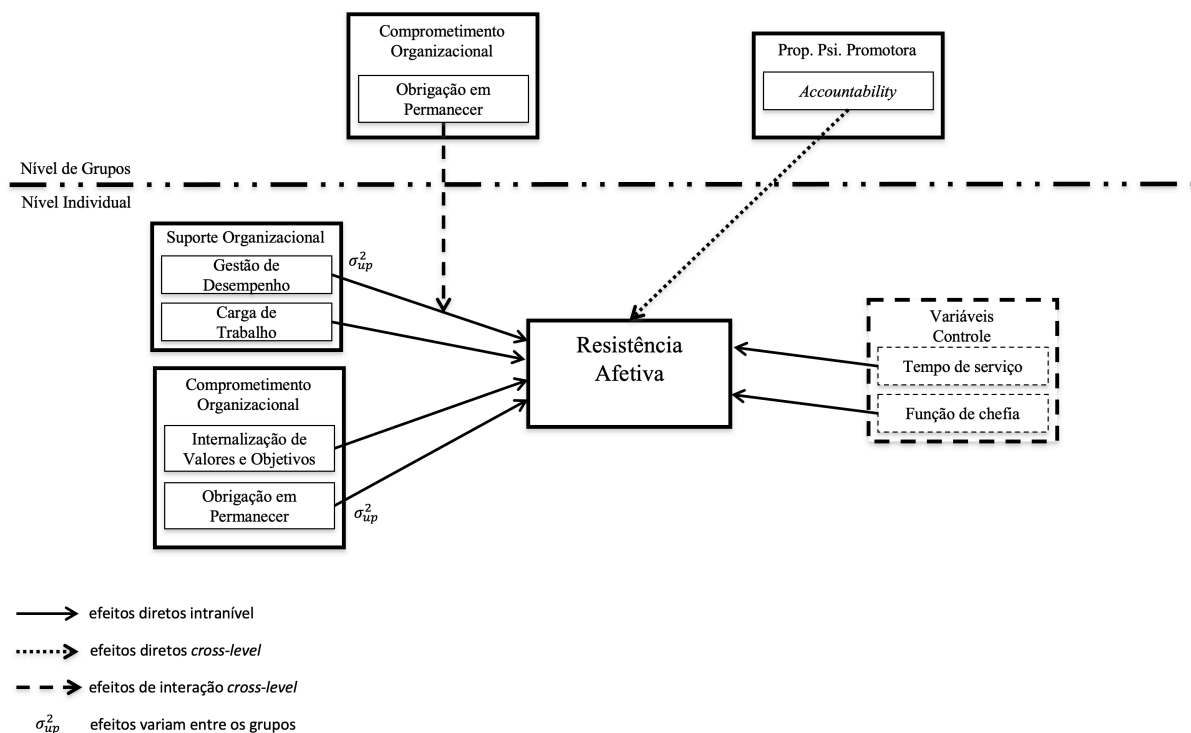 Comprometimento
Organizacional
Obrigação em
Permanecer
Prop. Psi. Promotora
Accountability
Nível de Grupos
Nível Individual
Suporte Organizacional
Gestão de
Desempenho
Carga de
Trabalho
σ²up
Comprometimento
Organizacional
Internalização de
Valores e Objetivos
Obrigação em
Permanecer
σ²up
Resistência
Afetiva
Variáveis
Controle
Tempo de serviço
Função de chefia
efeitos diretos intranível
efeitos diretos cross-level
efeitos de interação cross-level
σ²up efeitos variam entre os grupos